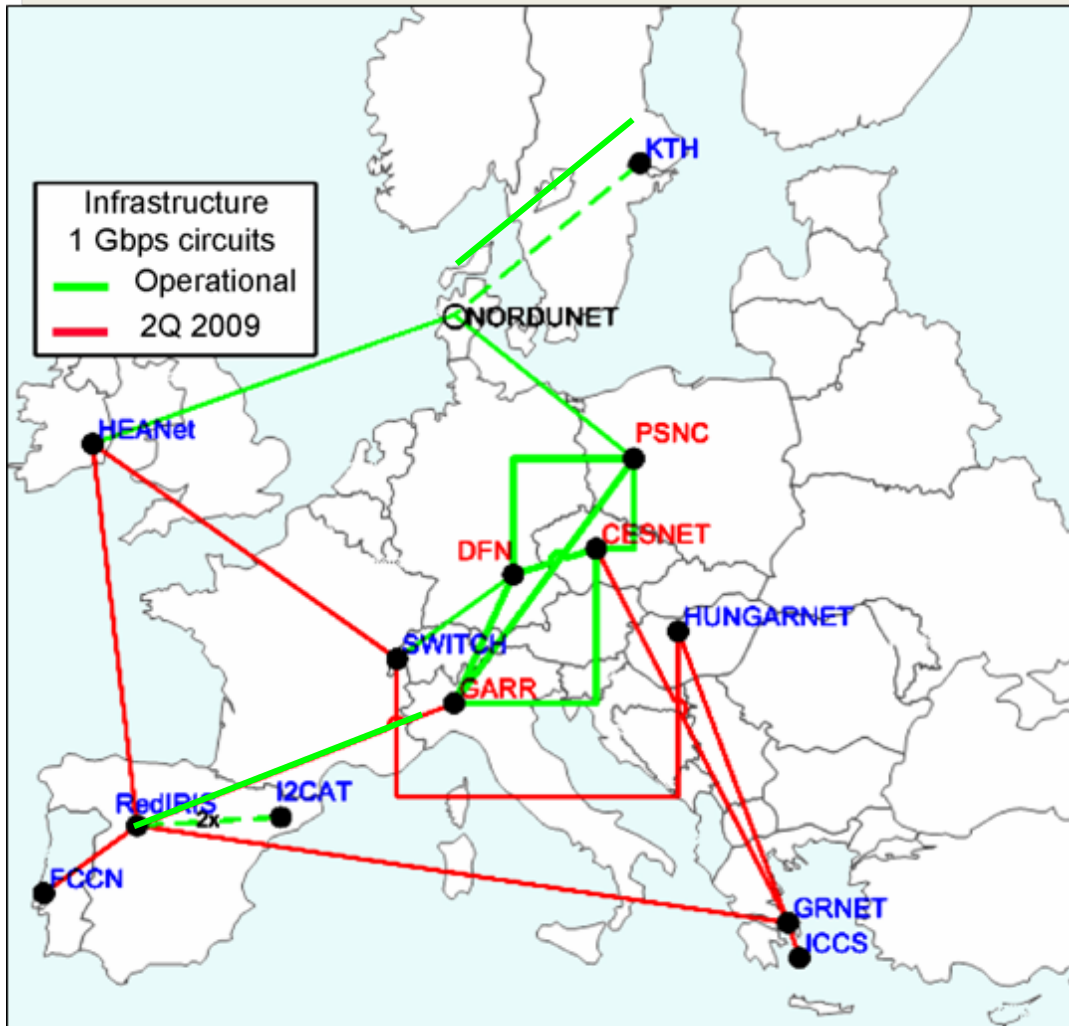 KTH
Infrastructure
1 Gbps circuits
Operational
2Q 2009
NORDUNET
HEANet
PSNC
CESNET
DFN
HUNGARNET
SWITCH
GARR
I2CAT
RedIRIS
2x
FCCN
GRNET
ICCS